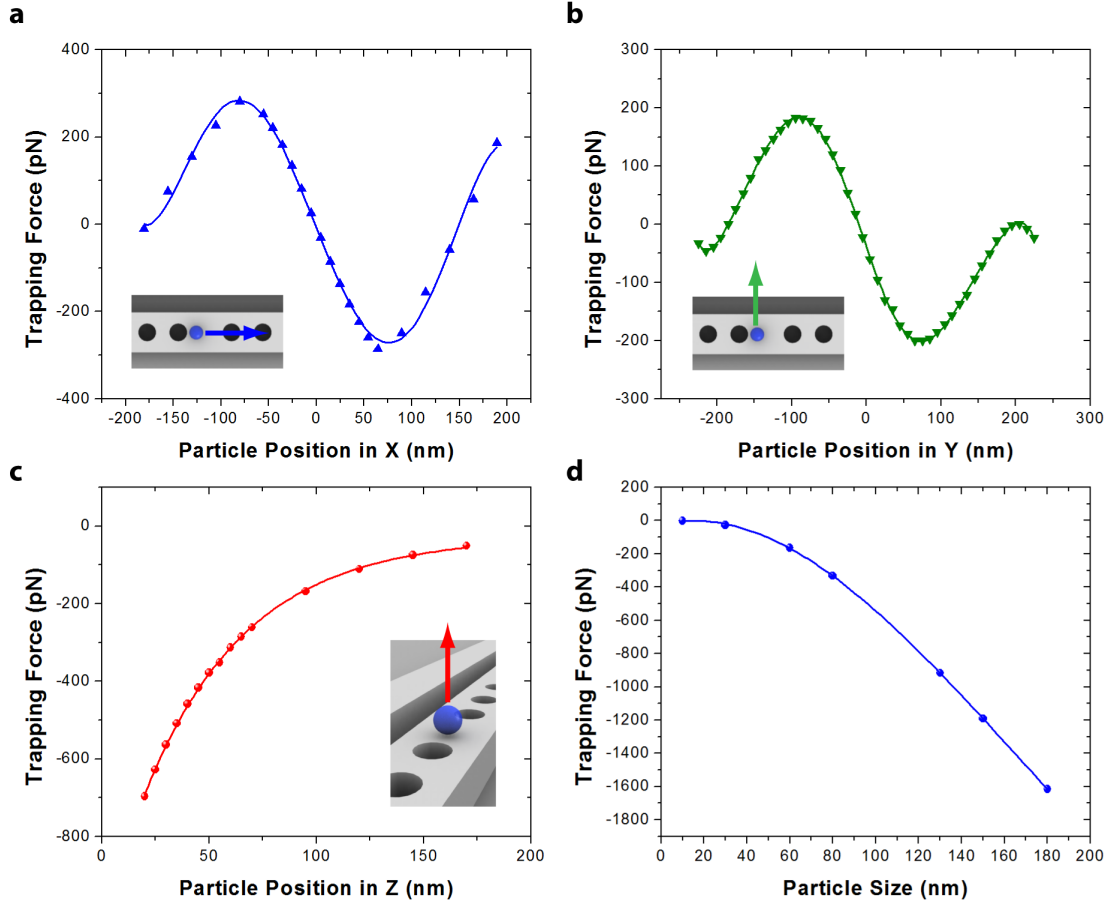 a
400
200
0
-200
-400
-200 -150 -100 -50 0 50 100 150 200
Trapping Force (pN)
Particle Position in X (nm)
b
300
200
100
0
-100
-200
-300
-200 -100 0 100 200 300
Trapping Force (pN)
Particle Position in Y (nm)
c
0
-200
-400
-600
-800
0 50 100 150 200
Trapping Force (pN)
Particle Position in Z (nm)
d
200
0
-200
-400
-600
-800
-1000
-1200
-1400
-1600
-1800
0 20 40 60 80 100 120 140 160 180 200
Trapping Force (pN)
Particle Size (nm)